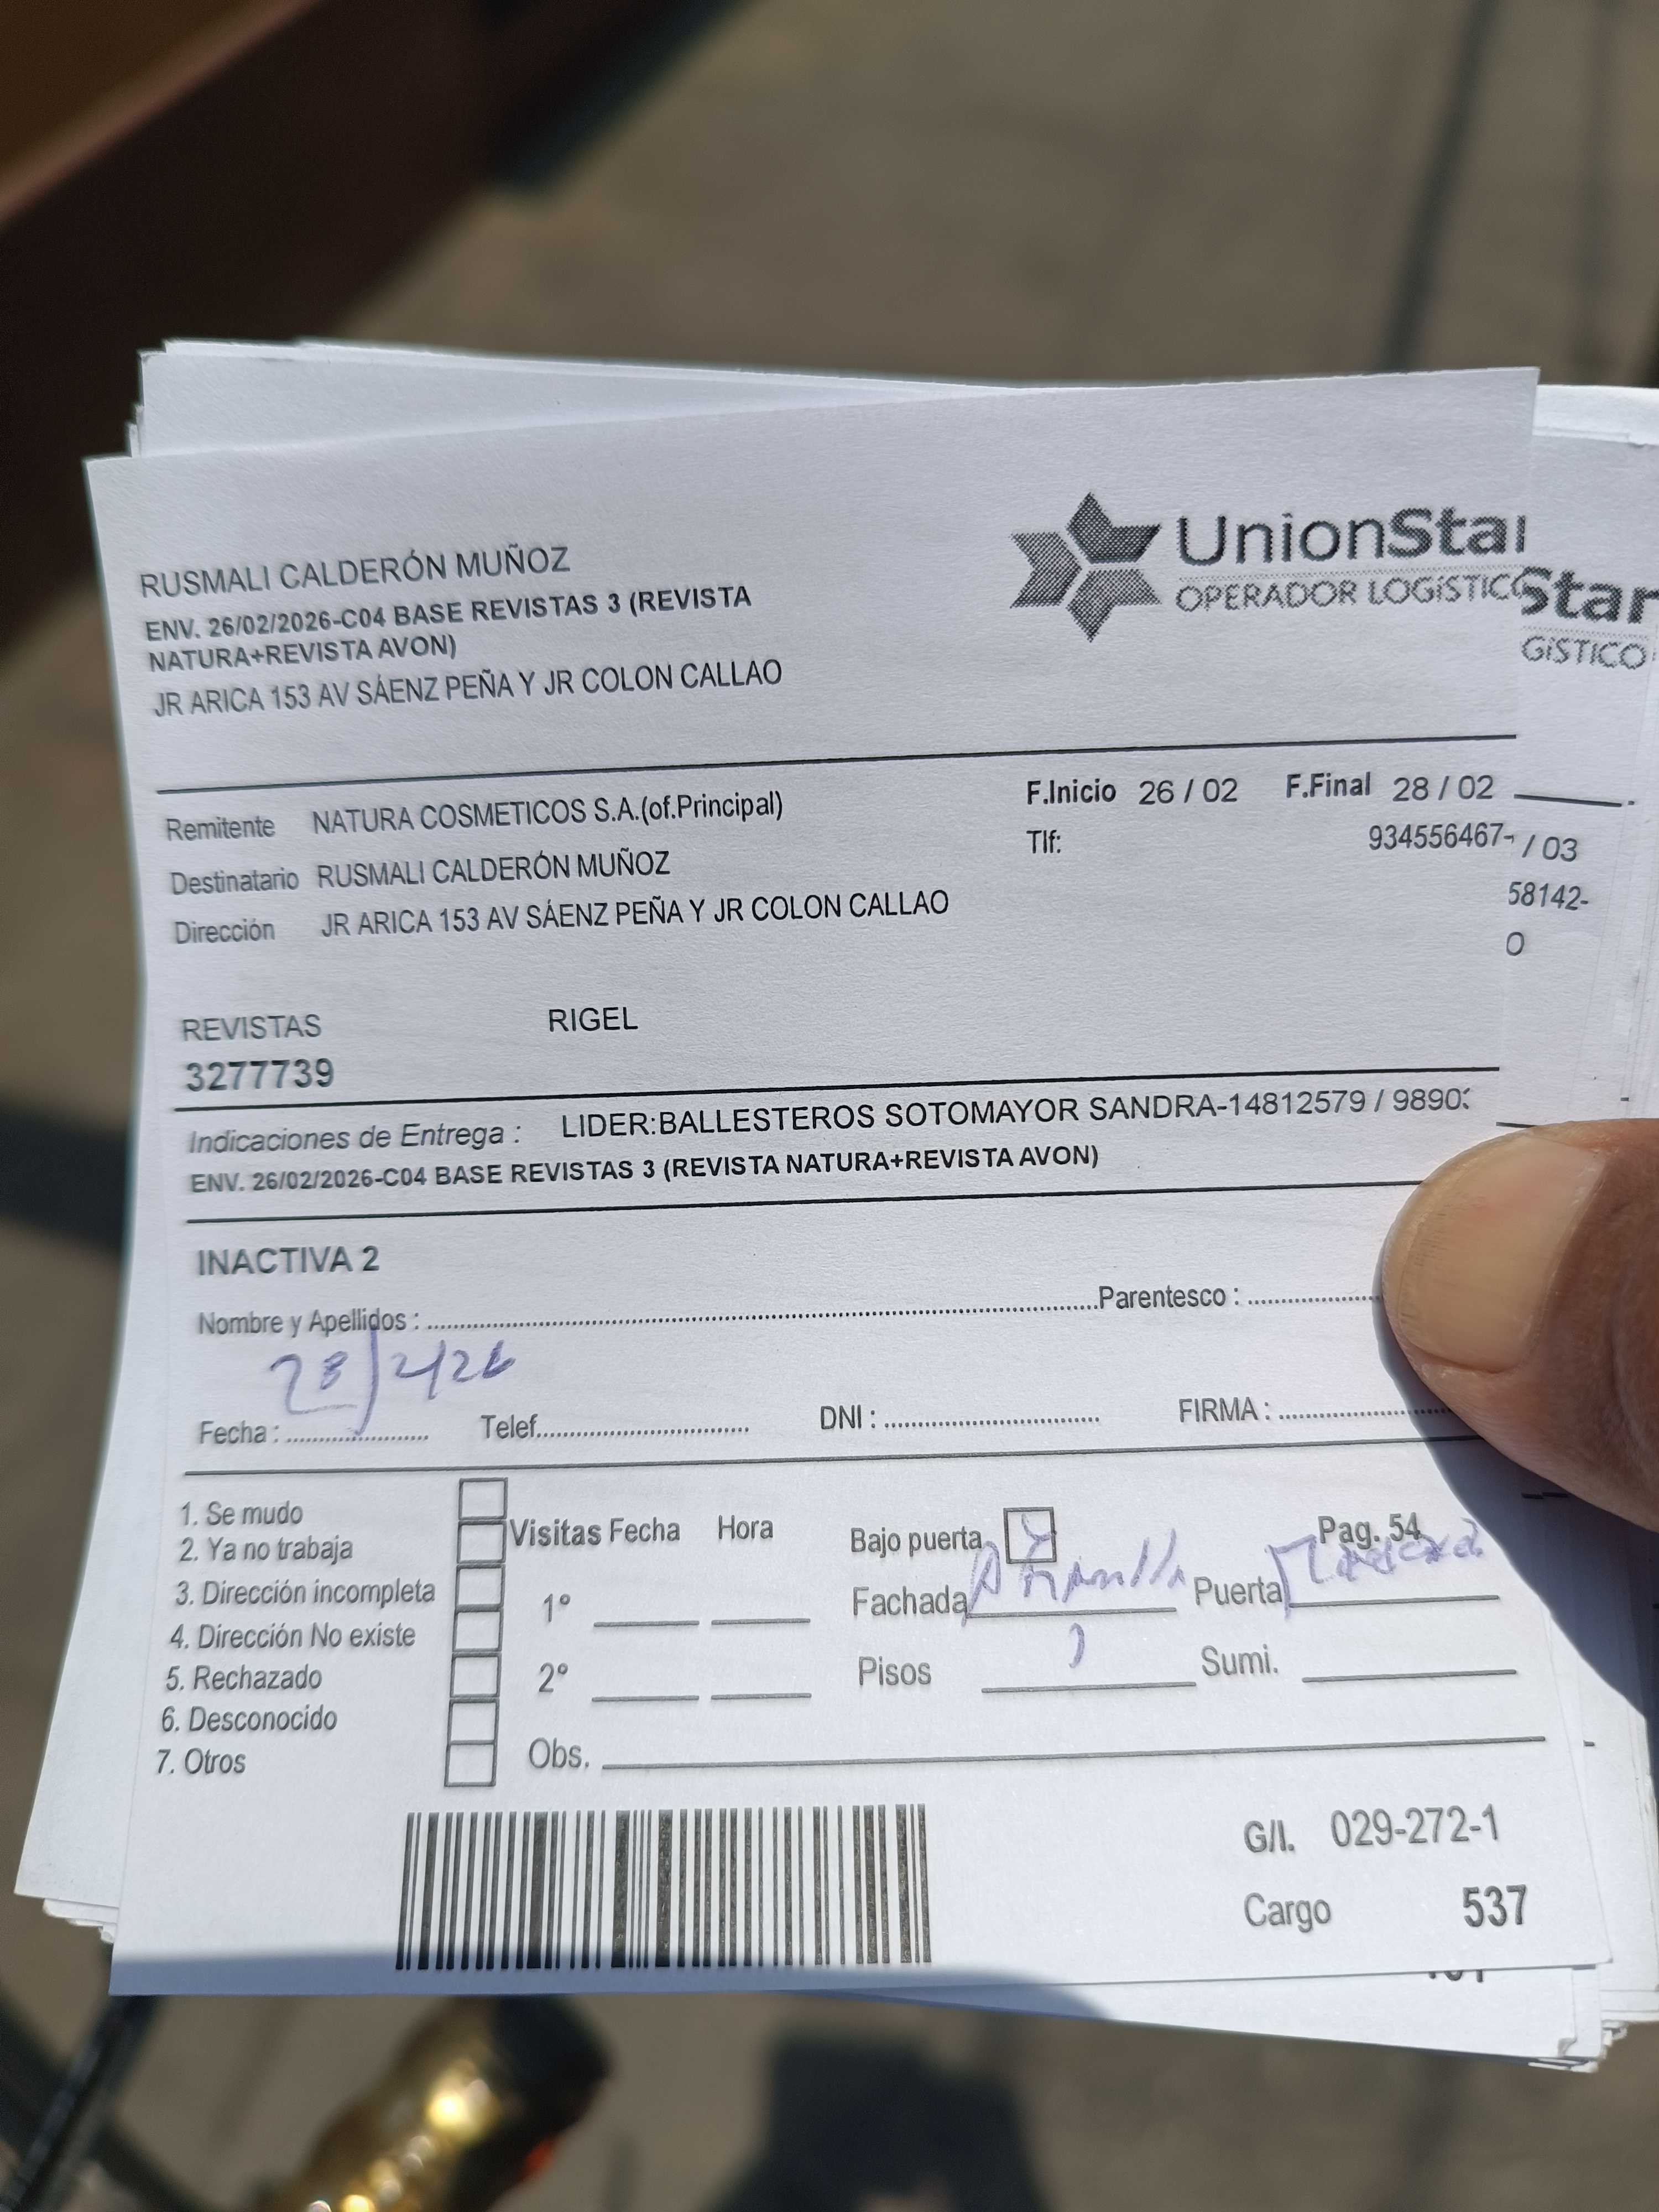 RUSMALI CALDERÓN MUÑOZ
ENV. 26/02/2026-C04 BASE REVISTAS 3 (REVISTA
NATURA+REVISTA AVON)
JR ARICA 153 AV SÁENZ PEÑA Y JR COLON CALLAO
UnionStar
OPERADOR LOGÍSTICO
Star
GÍSTICO
Remitente NATURA COSMETICOS S.A.(of.Principal)
F.Inicio 26 / 02 F.Final 28 / 02
Destinatario RUSMALI CALDERÓN MUÑOZ
Tlf: 934556467-
/ 03
Dirección JR ARICA 153 AV SÁENZ PEÑA Y JR COLON CALLAO
58142-
O
REVISTAS RIGEL
3277739
Indicaciones de Entrega : LIDER:BALLESTEROS SOTOMAYOR SANDRA-14812579 / 9890
ENV. 26/02/2026-C04 BASE REVISTAS 3 (REVISTA NATURA+REVISTA AVON)
INACTIVA 2
Nombre y Apellidos : Parentesco :
28/2/26
Fecha : Telef. DNI : FIRMA :
1. Se mudo
2. Ya no trabaja
3. Dirección incompleta
4. Dirección No existe
5. Rechazado
6. Desconocido
7. Otros
Visitas Fecha Hora
1°
2°
Obs.
Bajo puerta Pag. 54
Fachada Puerta
Pisos Sumi.
G/I. 029-272-1
Cargo 537